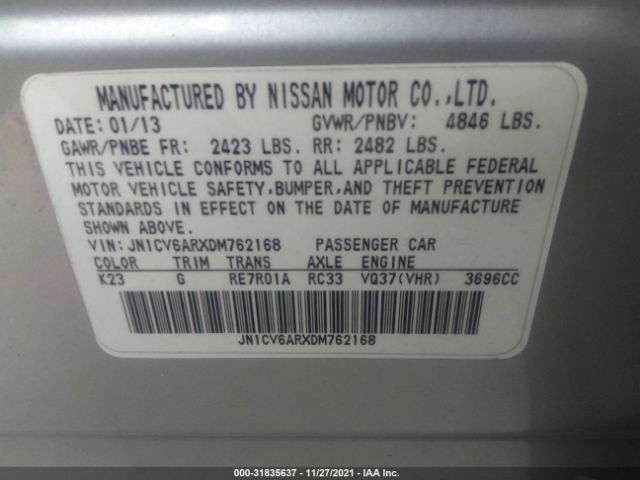 MANUFACTURED BY NISSAN MOTOR CO.,LTD.
DATE: 01/13 GVWR/PNBV: 4846 LBS.
GAWR/PNBE FR: 2423 LBS. RR: 2482 LBS.
THIS VEHICLE CONFORMS TO ALL APPLICABLE FEDERAL
MOTOR VEHICLE SAFETY,BUMPER,AND THEFT PREVENTION
STANDARDS IN EFFECT ON THE DATE OF MANUFACTURE
SHOWN ABOVE.
VIN: JN1CV6ARXDM762168 PASSENGER CAR
COLOR TRIM TRANS AXLE ENGINE
K23 G RE7R01A RC33 VQ37(VHR) 3696CC
JN1CV6ARXDM762168
000-31835637 - 11/27/2021 - IAA Inc.